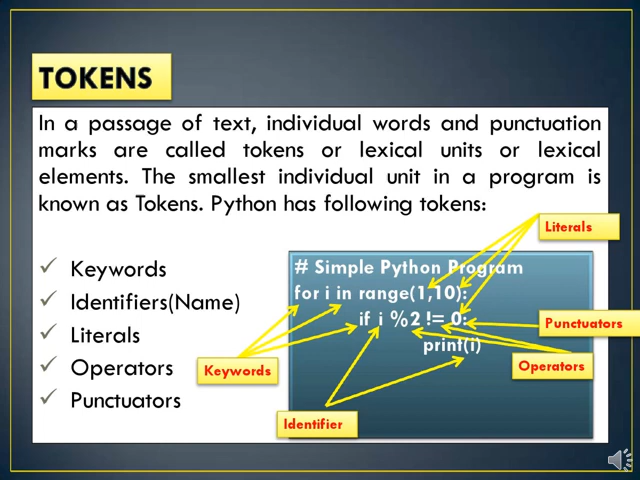 TOKENS
In a passage of text, individual words and punctuation
marks are called tokens or lexical units or lexical
elements. The smallest individual unit in a program is
known as Tokens. Python has following tokens:
Keywords
Identifiers(Name)
Literals
Operators
Punctuators
Literals
# Simple Python Program
for i in range(1,10):
if i %2 != 0:
print(i)
Punctuators
Operators
Keywords
Identifier